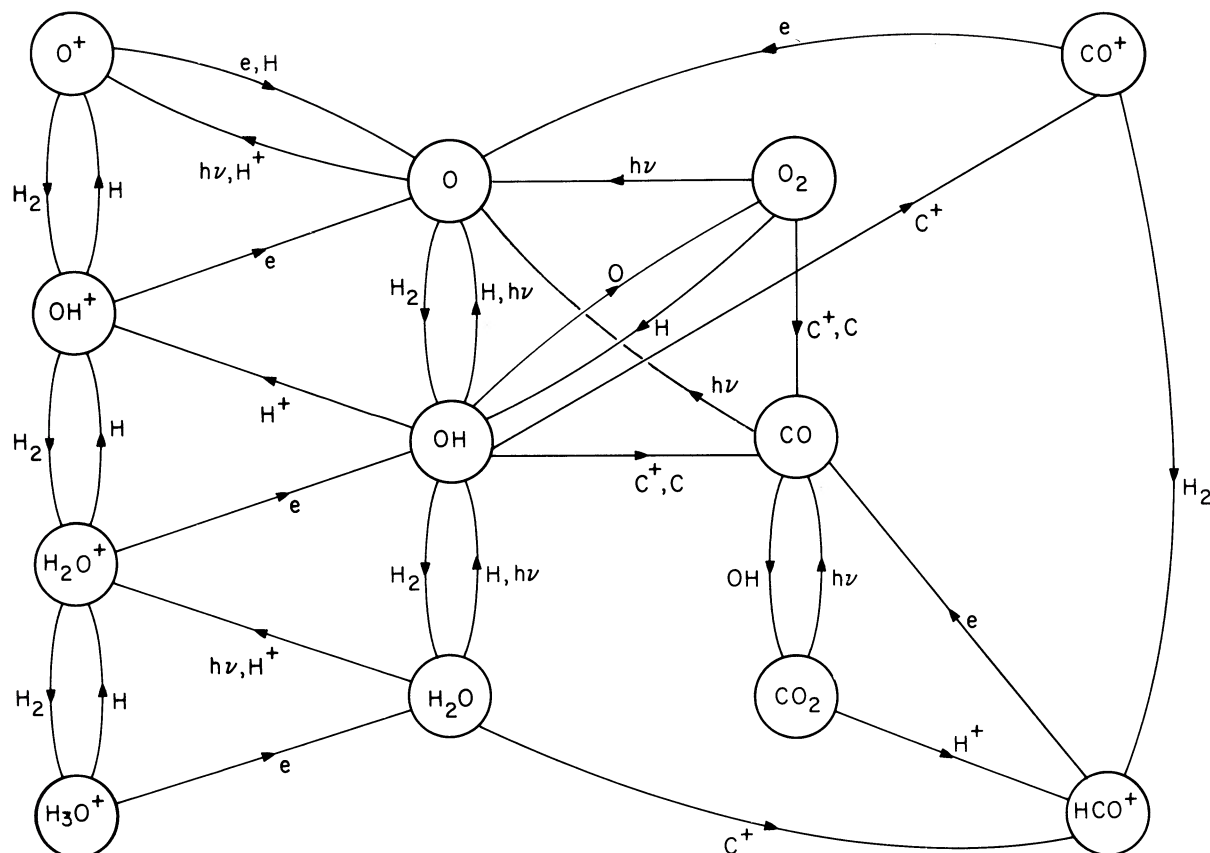 O⁺
e, H
e
CO⁺
hν, H⁺
O
hν
O₂
H₂
H
C⁺
e
O
OH⁺
H₂
H, hν
H
C⁺, C
hν
H⁺
H₂
H
OH
C⁺, C
CO
H₂
e
H₂O⁺
H₂
H, hν
OH
hν
e
hν, H⁺
H₂
H
H₂O
CO₂
H⁺
e
H₃O⁺
C⁺
HCO⁺